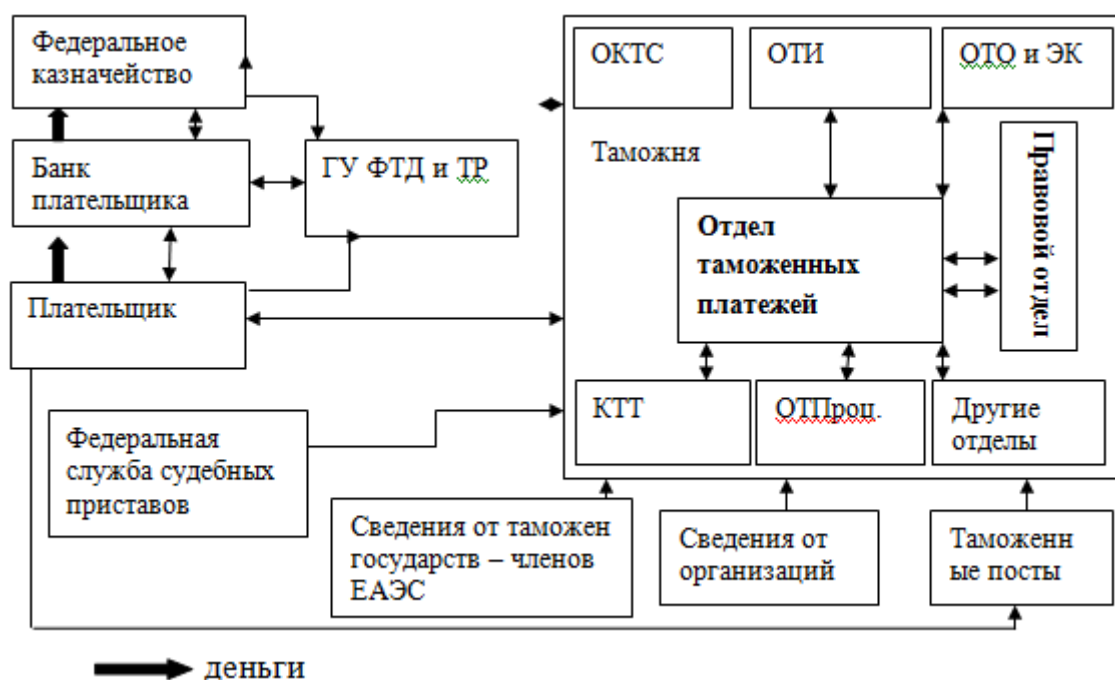 Федеральное
казначейство
ОКТС
ОТИ
ОТО и ЭК
Банк
плательщика
ГУ ФТД и ТР
Таможня
Правовой отдел
Отдел
таможенных
платежей
Плательщик
КТТ
ОТПроц.
Другие
отделы
Федеральная
служба судебных
приставов
Сведения от таможен
государств – членов
ЕАЭС
Сведения от
организаций
Таможенн
ые посты
деньги